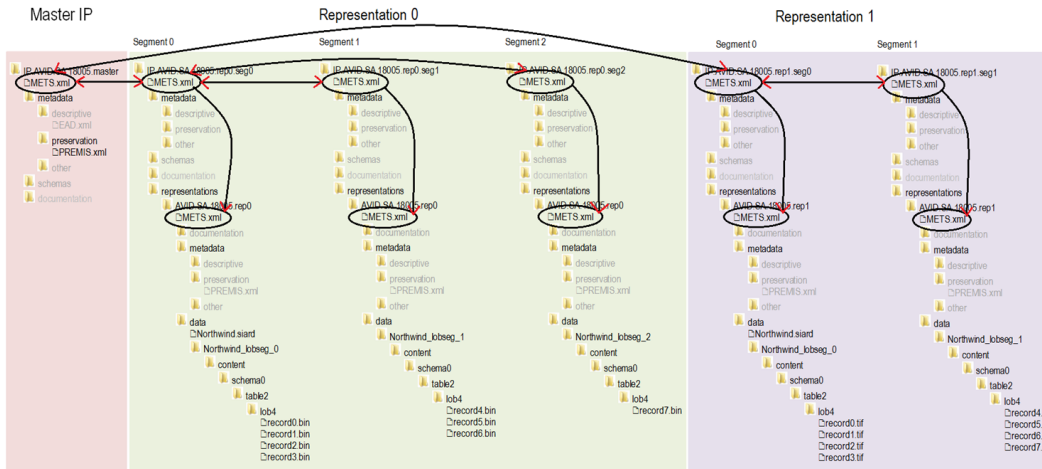 Master IP
IP.AVID.SA.18005.master
METS.xml
metadata
descriptive
EAD.xml
preservation
PREMIS.xml
other
schemas
documentation
Representation 0
Segment 0
IP.AVID.SA.18005.rep0.seg0
METS.xml
metadata
descriptive
preservation
other
schemas
documentation
representations
AVID.SA.18005.rep0
METS.xml
documentation
metadata
descriptive
preservation
PREMIS.xml
other
data
Northwind.siard
Northwind_lobseg_0
content
schema0
table2
lob4
record0.bin
record1.bin
record2.bin
record3.bin
Segment 1
IP.AVID.SA.18005.rep0.seg1
METS.xml
metadata
descriptive
preservation
other
schemas
documentation
representations
AVID.SA.18005.rep0
METS.xml
documentation
metadata
descriptive
preservation
PREMIS.xml
other
data
Northwind_lobseg_1
content
schema0
table2
lob4
record4.bin
record5.bin
record6.bin
Segment 2
IP.AVID.SA.18005.rep0.seg2
METS.xml
metadata
descriptive
preservation
other
schemas
documentation
representations
AVID.SA.18005.rep0
METS.xml
documentation
metadata
descriptive
preservation
PREMIS.xml
other
data
Northwind_lobseg_2
content
schema0
table2
lob4
record7.bin
Representation 1
Segment 0
IP.AVID.SA.18005.rep1.seg0
METS.xml
metadata
descriptive
preservation
other
schemas
documentation
representations
AVID.SA.18005.rep1
METS.xml
documentation
metadata
descriptive
preservation
PREMIS.xml
other
data
Northwind.siard
Northwind_lobseg_0
content
schema0
table2
lob4
record0.tif
record1.tif
record2.tif
record3.tif
Segment 1
IP.AVID.SA.18005.rep1.seg1
METS.xml
metadata
descriptive
preservation
other
schemas
documentation
representations
AVID.SA.18005.rep1
METS.xml
documentation
metadata
descriptive
preservation
PREMIS.xml
other
data
Northwind_lobseg_1
content
schema0
table2
lob4
record4.
record5.
record6.
record7.